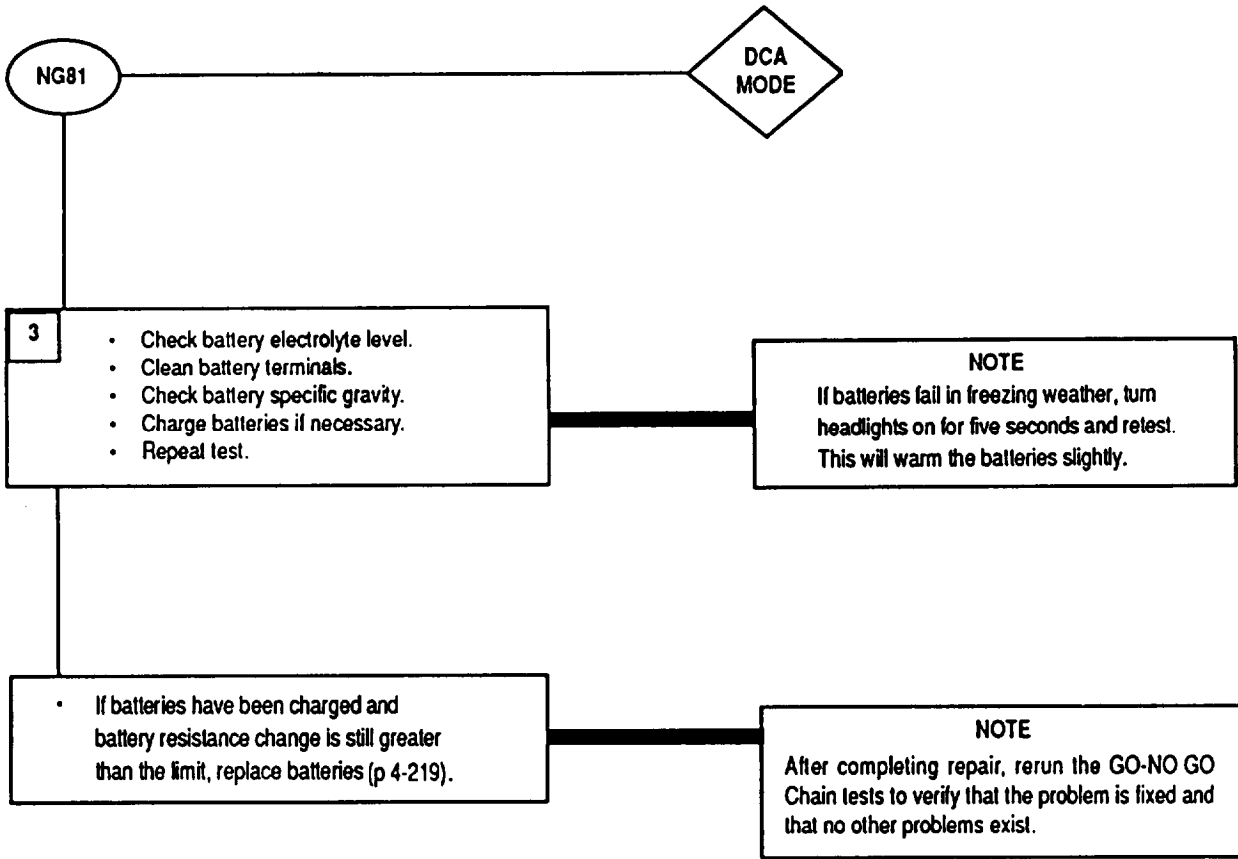 NG81
DCA
MODE
3
• Check battery electrolyte level.
• Clean battery terminals.
• Check battery specific gravity.
• Charge batteries if necessary.
• Repeat test.
NOTE
If batteries fail in freezing weather, turn
headlights on for five seconds and retest.
This will warm the batteries slightly.
• If batteries have been charged and
battery resistance change is still greater
than the limit, replace batteries (p 4-219).
NOTE
After completing repair, rerun the GO-NO GO
Chain tests to verify that the problem is fixed and
that no other problems exist.